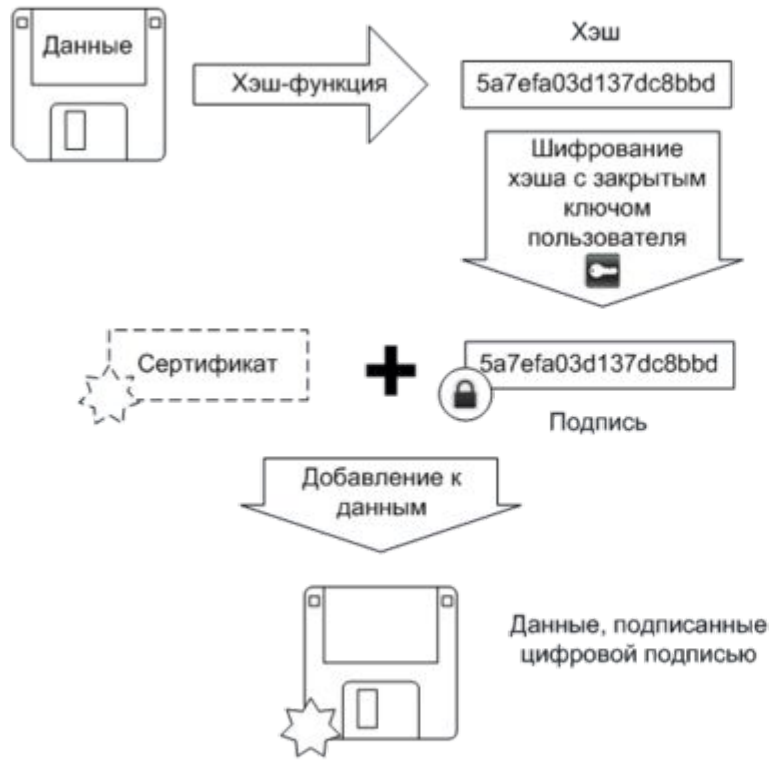 Данные
Хэш-функция
Хэш
5a7efa03d137dc8bbd
Шифрование
хэша с закрытым
ключом
пользователя
Сертификат
5a7efa03d137dc8bbd
Подпись
Добавление к
данным
Данные, подписанные
цифровой подписью